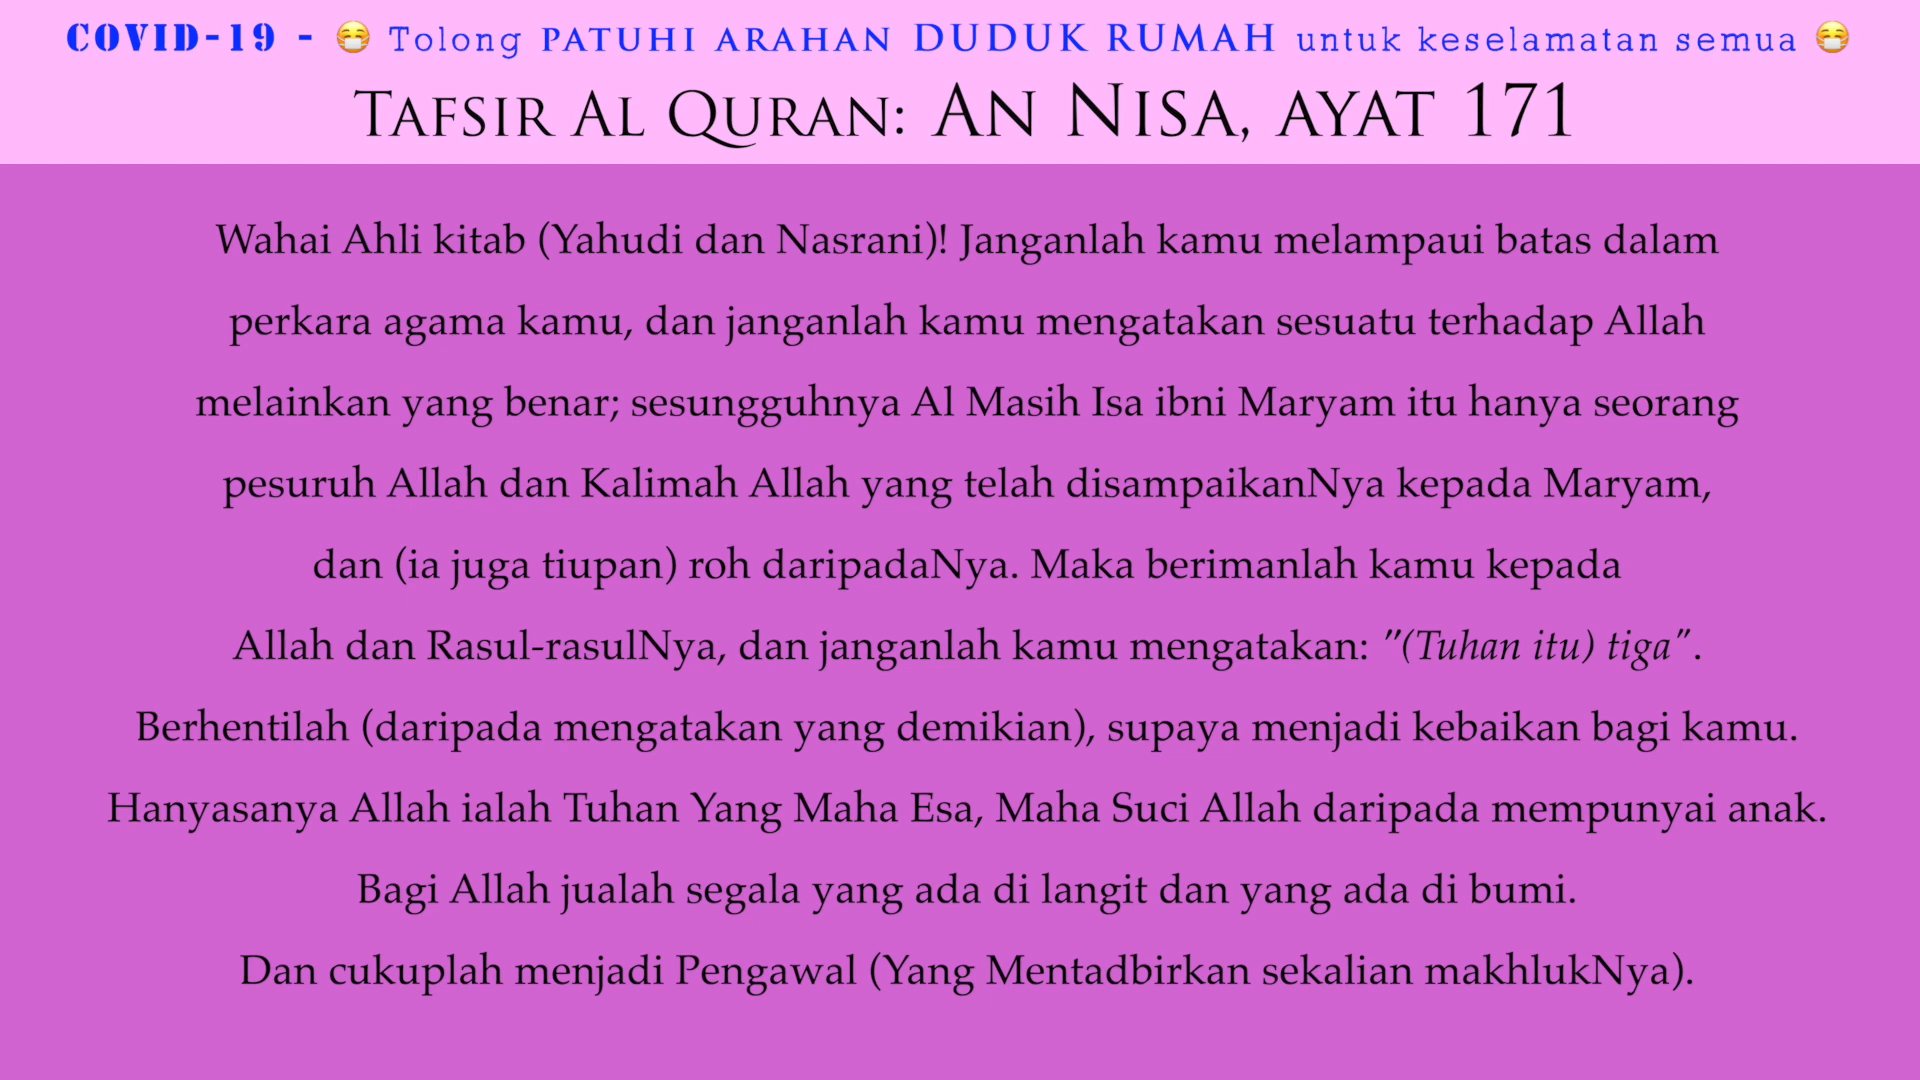 COVID-19 - 😷 Tolong PATUHI ARAHAN DUDUK RUMAH untuk keselamatan semua 😷
TAFSIR AL QURAN: AN NISA, AYAT 171
Wahai Ahli kitab (Yahudi dan Nasrani)! Janganlah kamu melampaui batas dalam
perkara agama kamu, dan janganlah kamu mengatakan sesuatu terhadap Allah
melainkan yang benar; sesungguhnya Al Masih Isa ibni Maryam itu hanya seorang
pesuruh Allah dan Kalimah Allah yang telah disampaikanNya kepada Maryam,
dan (ia juga tiupan) roh daripadaNya. Maka berimanlah kamu kepada
Allah dan Rasul-rasulNya, dan janganlah kamu mengatakan: "(Tuhan itu) tiga".
Berhentilah (daripada mengatakan yang demikian), supaya menjadi kebaikan bagi kamu.
Hanyasanya Allah ialah Tuhan Yang Maha Esa, Maha Suci Allah daripada mempunyai anak.
Bagi Allah jualah segala yang ada di langit dan yang ada di bumi.
Dan cukuplah menjadi Pengawal (Yang Mentadbirkan sekalian makhlukNya).